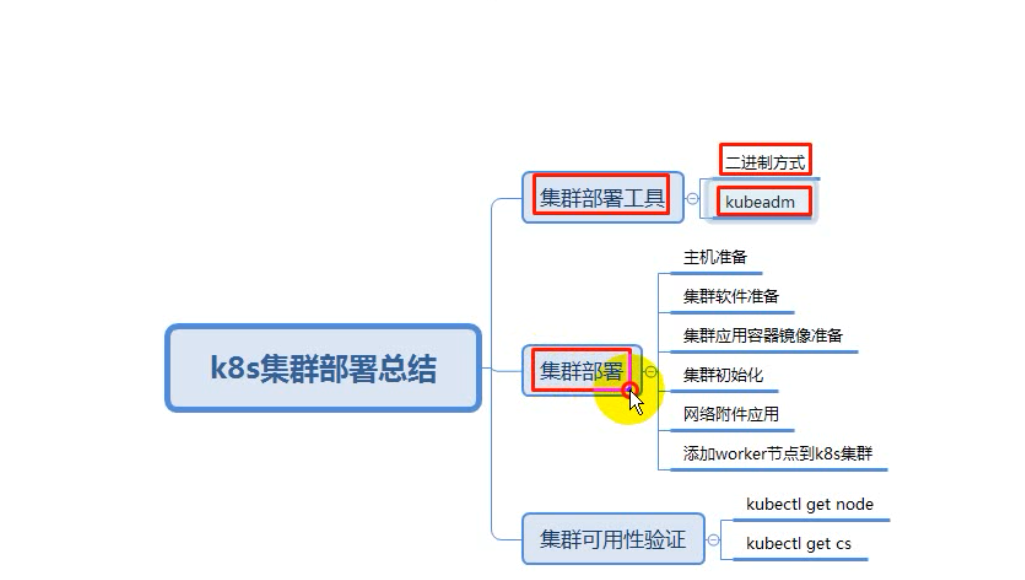 k8s集群部署总结
集群部署工具
二进制方式
kubeadm
集群部署
主机准备
集群软件准备
集群应用容器镜像准备
集群初始化
网络附件应用
添加worker节点到k8s集群
集群可用性验证
kubectl get node
kubectl get cs